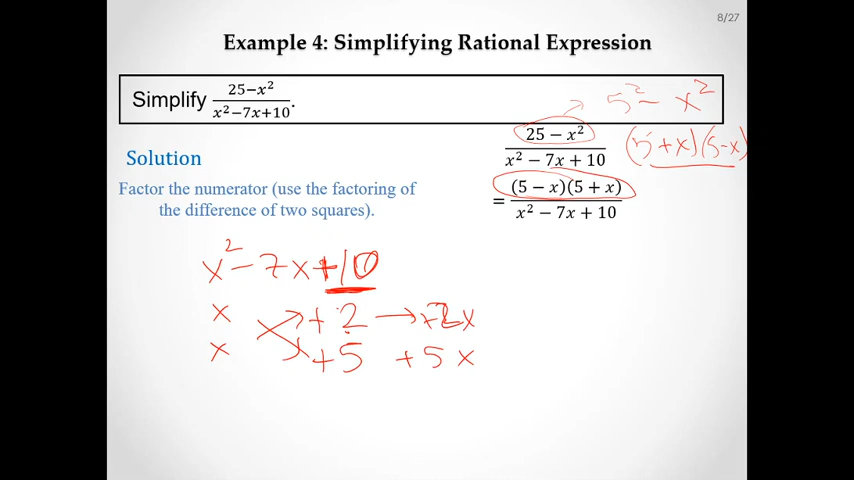 8/27
Example 4: Simplifying Rational Expression
Simplify (25−x²)/(x²−7x+10).
5² − x²
25 − x²
x² − 7x + 10
(5+x)(5-x)
Solution
Factor the numerator (use the factoring of
the difference of two squares).
= (5 − x)(5 + x)
x² − 7x + 10
x² − 7x + 10
x + 2 → +2x
x + 5 + 5 x